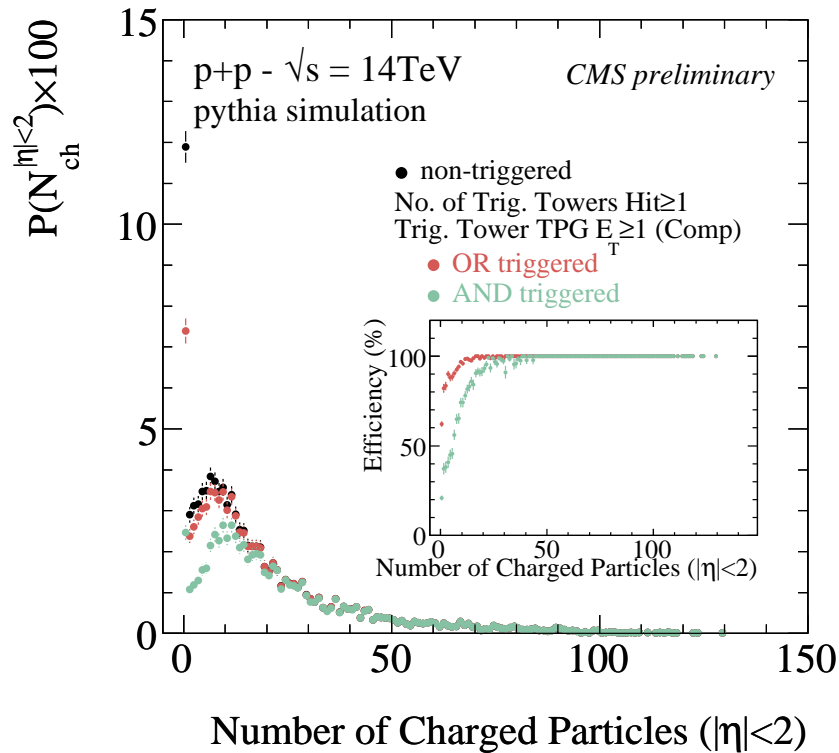 15
10
5
0
0
50
100
150
P(N_ch^|η|<2)×100
p+p - √s = 14TeV
pythia simulation
CMS preliminary
non-triggered
No. of Trig. Towers Hit≥1
Trig. Tower TPG E_T≥1 (Comp)
OR triggered
AND triggered
Efficiency (%)
100
50
0
0
50
100
Number of Charged Particles (|η|<2)
Number of Charged Particles (|η|<2)